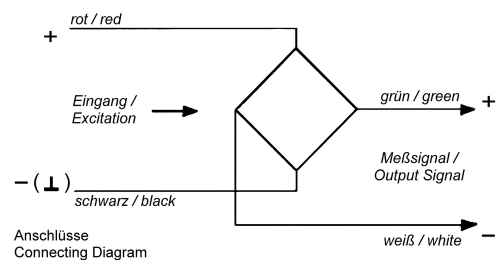 rot / red
+
Eingang /
Excitation
grün / green
+
Meßsignal /
Output Signal
– (⊥)
schwarz / black
weiß / white
–
Anschlüsse
Connecting Diagram